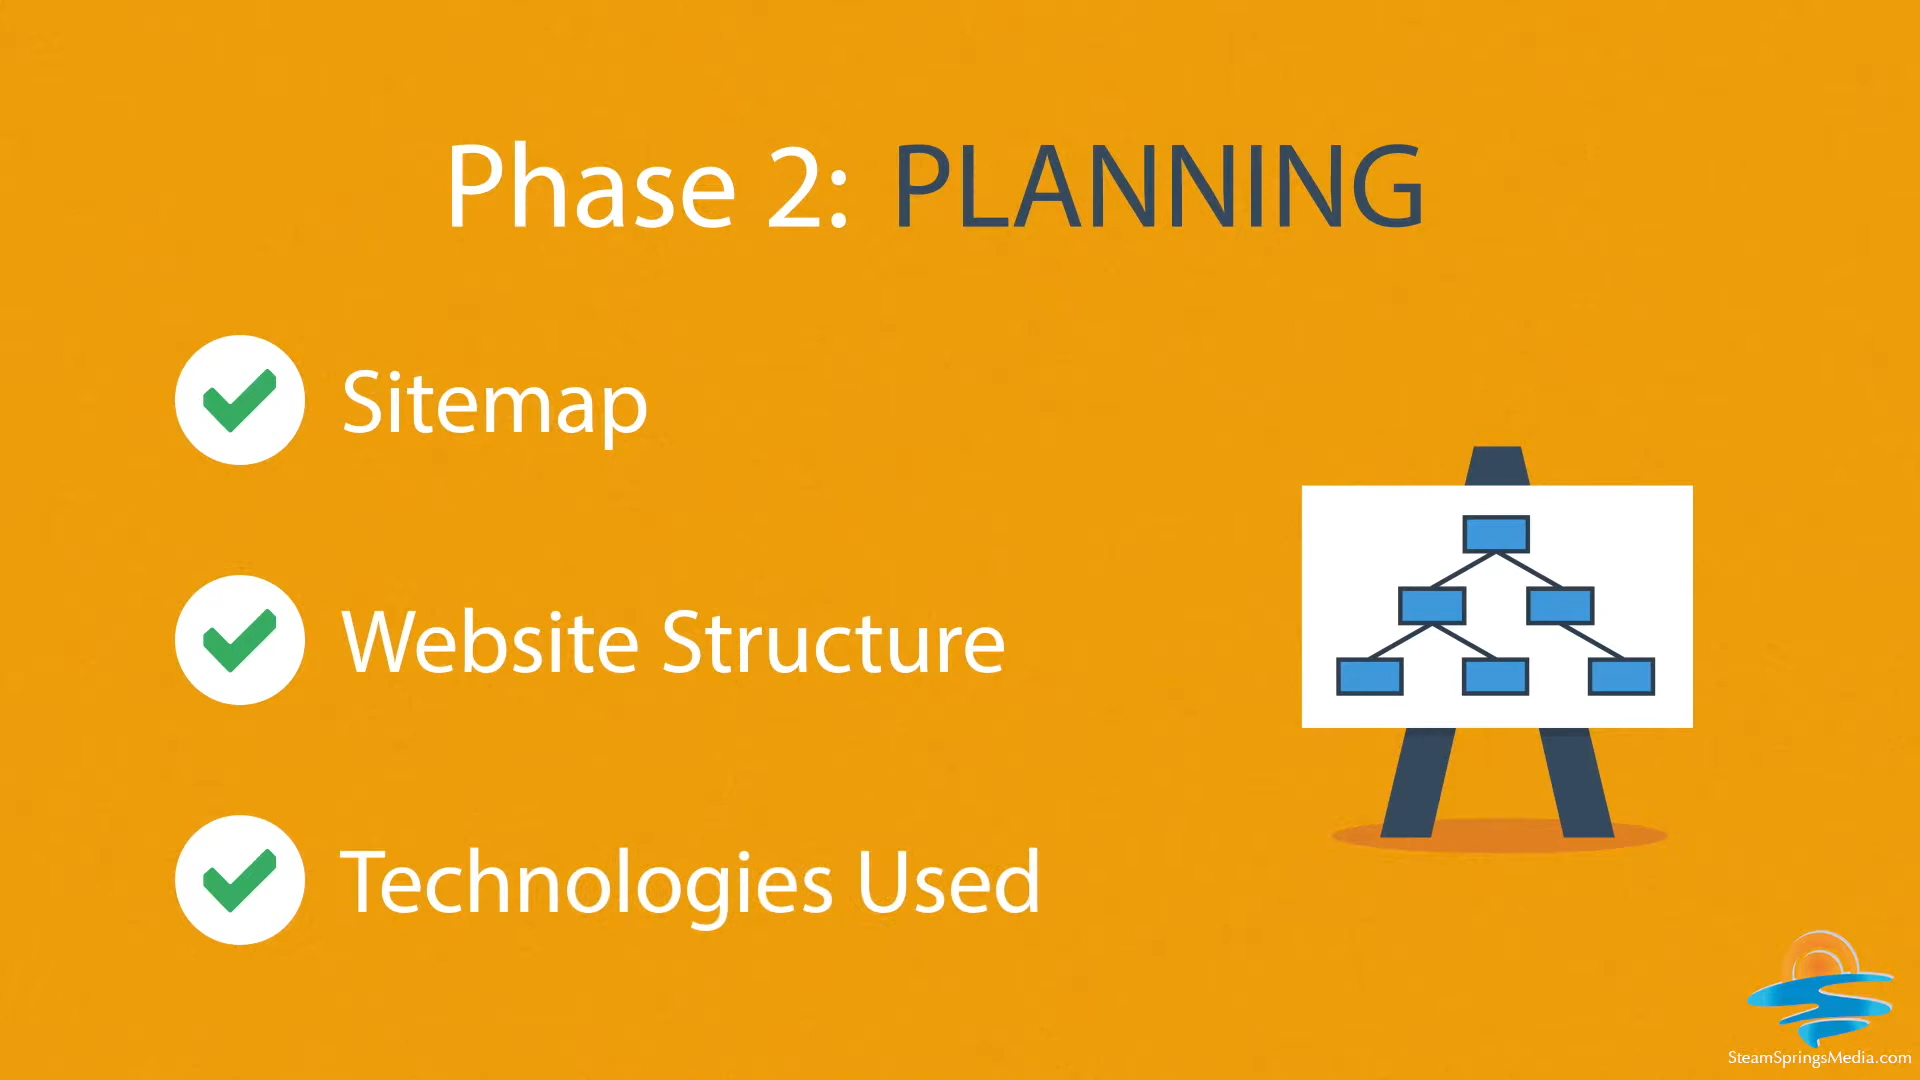 Phase 2: PLANNING
Sitemap
Website Structure
Technologies Used
SteamSpringsMedia.com